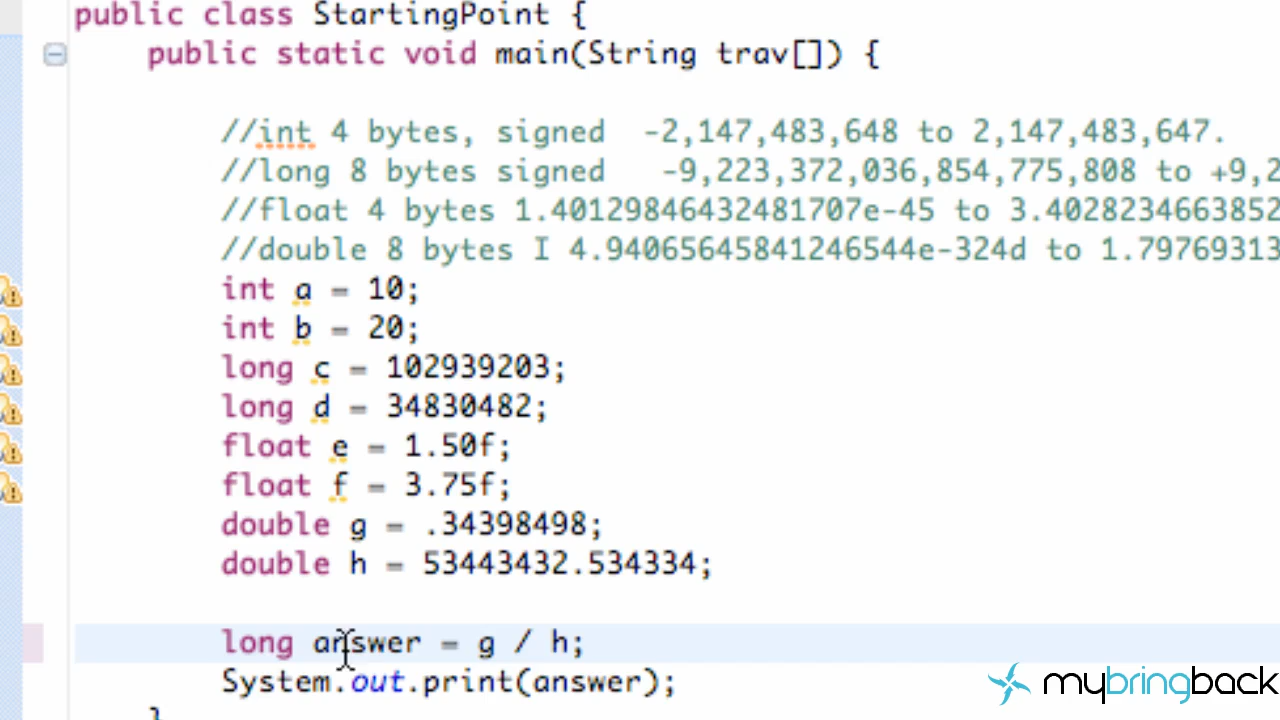 public class StartingPoint {
public static void main(String trav[]) {
//int 4 bytes, signed -2,147,483,648 to 2,147,483,647.
//long 8 bytes signed -9,223,372,036,854,775,808 to +9,2
//float 4 bytes 1.40129846432481707e-45 to 3.4028234663852
//double 8 bytes I 4.94065645841246544e-324d to 1.79769313
int a = 10;
int b = 20;
long c = 102939203;
long d = 34830482;
float e = 1.50f;
float f = 3.75f;
double g = .34398498;
double h = 53443432.534334;
long answer = g / h;
System.out.print(answer);
}
mybringback